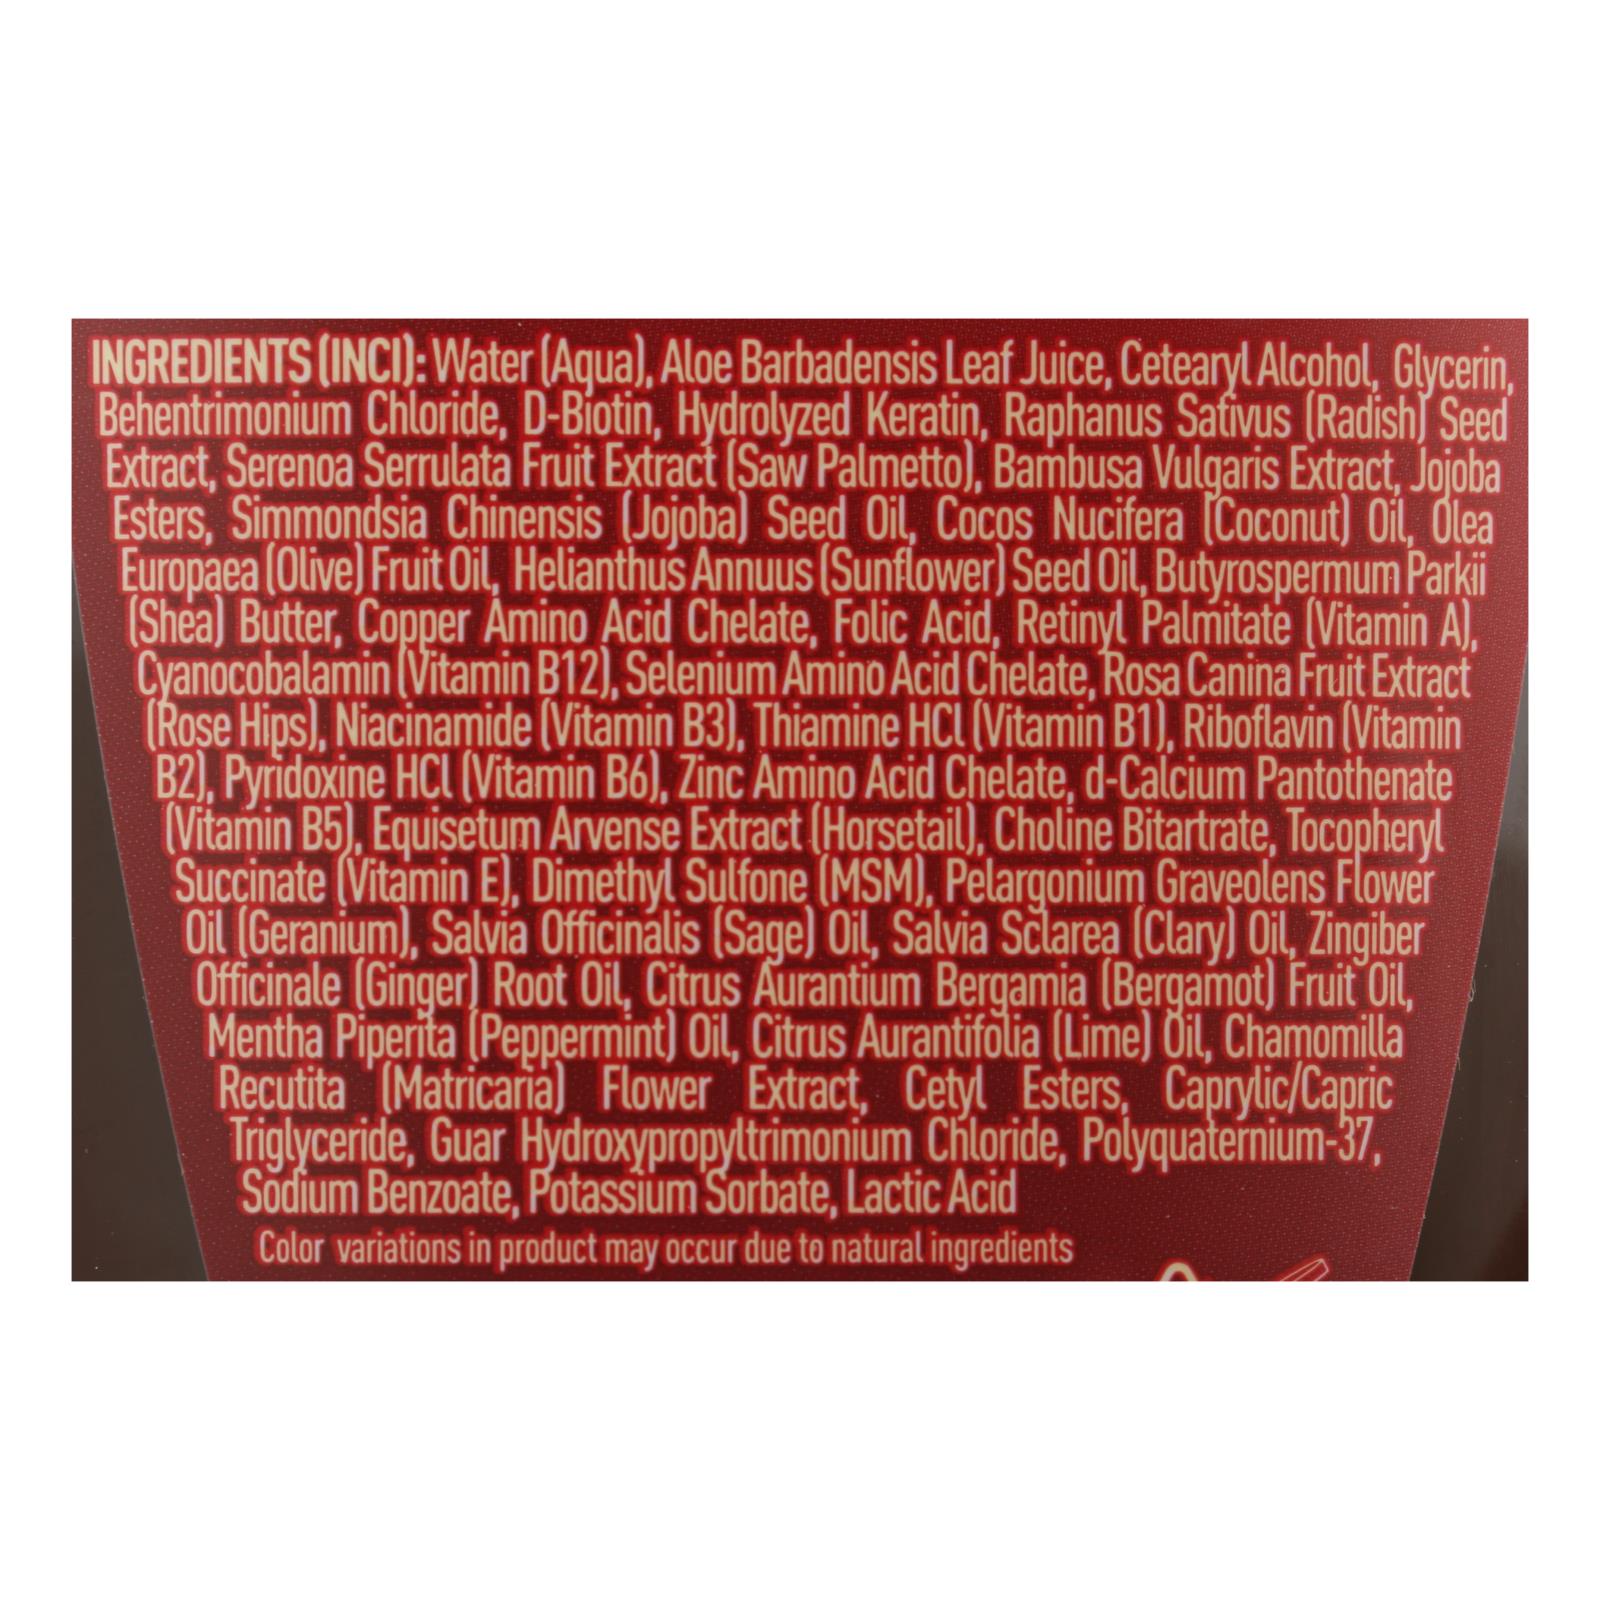 INGREDIENTS (INCI): Water (Aqua), Aloe Barbadensis Leaf Juice, Cetearyl Alcohol, Glycerin,
Behentrimonium Chloride, D-Biotin, Hydrolyzed Keratin, Raphanus Sativus (Radish) Seed
Extract, Serenoa Serrulata Fruit Extract (Saw Palmetto), Bambusa Vulgaris Extract, Jojoba
Esters, Simmondsia Chinensis (Jojoba) Seed Oil, Cocos Nucifera (Coconut) Oil, Olea
Europaea (Olive) Fruit Oil, Helianthus Annuus (Sunflower) Seed Oil, Butyrospermum Parkii
(Shea) Butter, Copper Amino Acid Chelate, Folic Acid, Retinyl Palmitate (Vitamin A),
Cyanocobalamin (Vitamin B12), Selenium Amino Acid Chelate, Rosa Canina Fruit Extract
(Rose Hips), Niacinamide (Vitamin B3), Thiamine HCl (Vitamin B1), Riboflavin (Vitamin
B2), Pyridoxine HCl (Vitamin B6), Zinc Amino Acid Chelate, d-Calcium Pantothenate
(Vitamin B5), Equisetum Arvense Extract (Horsetail), Choline Bitartrate, Tocopheryl
Succinate (Vitamin E), Dimethyl Sulfone (MSM), Pelargonium Graveolens Flower
Oil (Geranium), Salvia Officinalis (Sage) Oil, Salvia Sclarea (Clary) Oil, Zingiber
Officinale (Ginger) Root Oil, Citrus Aurantium Bergamia (Bergamot) Fruit Oil,
Mentha Piperita (Peppermint) Oil, Citrus Aurantifolia (Lime) Oil, Chamomilla
Recutita (Matricaria) Flower Extract, Cetyl Esters, Caprylic/Capric
Triglyceride, Guar Hydroxypropyltrimonium Chloride, Polyquaternium-37,
Sodium Benzoate, Potassium Sorbate, Lactic Acid
Color variations in product may occur due to natural ingredients